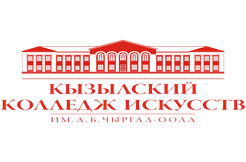 КЫЗЫЛСКИЙ
КОЛЛЕДЖ ИСКУССТВ
ИМ.А.Б.ЧЫРГАЛ-ООЛА